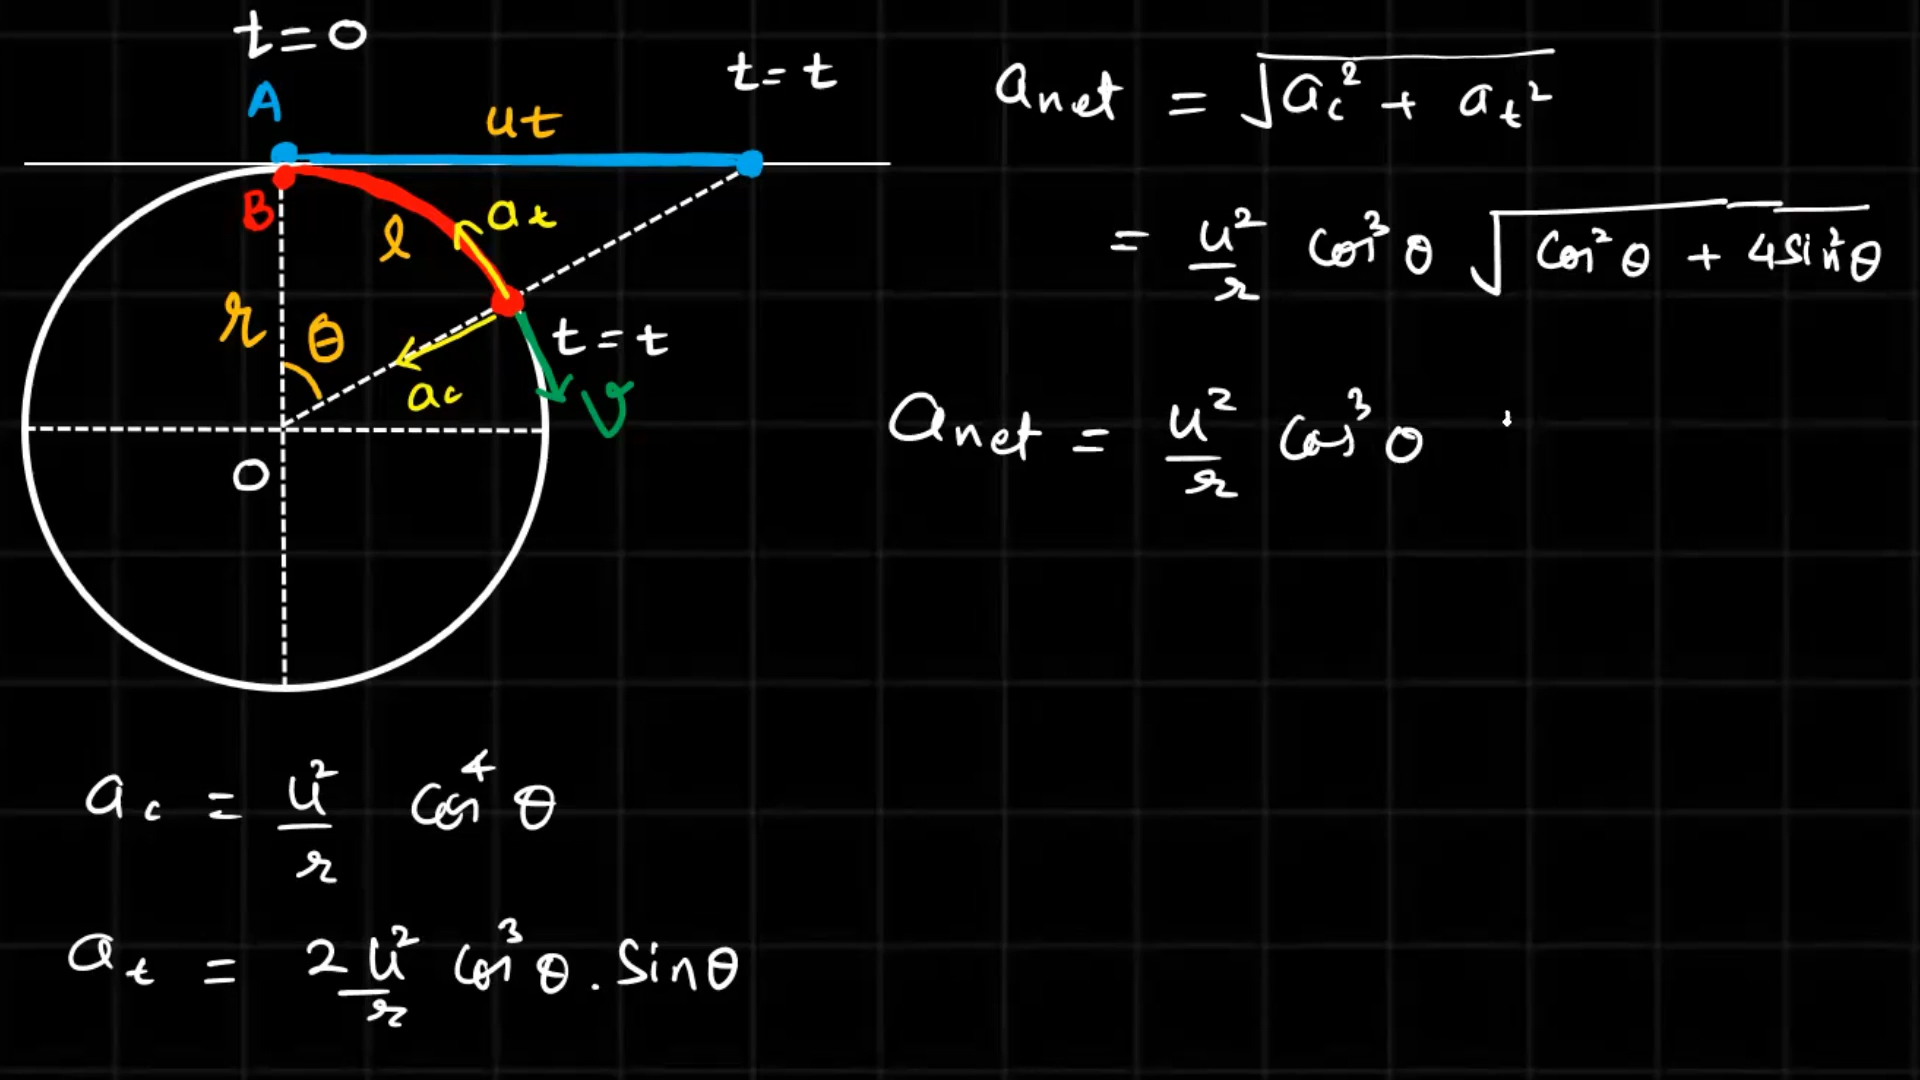 t=0
t=t
A
ut
B
l
a_t
r
θ
t=t
a_c
v
O
a_c = u²/r cos⁴θ
a_t = 2u²/r cos³θ . sinθ
a_net = √(a_c² + a_t²)
= u²/r cos³θ √(cos²θ + 4sin²θ)
a_net = u²/r cos³θ